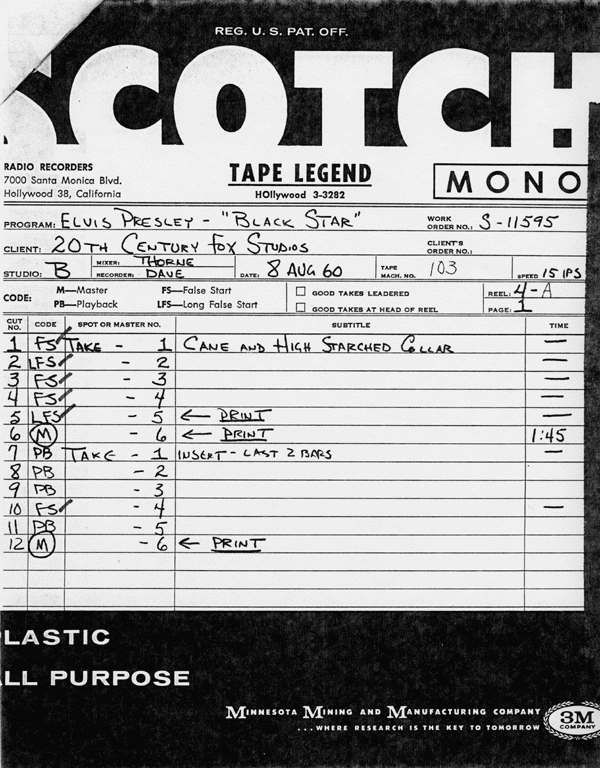 REG. U. S. PAT. OFF.
SCOTCH
RADIO RECORDERS
7000 Santa Monica Blvd.
Hollywood 38, California
TAPE LEGEND
HOllywood 3-3282
MONO
PROGRAM: ELVIS PRESLEY - "BLACK STAR" WORK ORDER NO.: S-11595
CLIENT: 20TH CENTURY FOX STUDIOS CLIENT'S ORDER NO.:
STUDIO: B MIXER: THORNE RECORDER: DAVE DATE: 8 AUG 60 TAPE MACH. NO. 103 SPEED 15 IPS
CODE: M—Master FS—False Start GOOD TAKES LEADERED REEL: 4-A
PB—Playback LFS—Long False Start GOOD TAKES AT HEAD OF REEL PAGE: 1
CUT NO. CODE SPOT OR MASTER NO. SUBTITLE TIME
1 FS✓ TAKE - 1 CANE AND HIGH STARCHED COLLAR —
2 LFS✓ - 2 —
3 FS✓ - 3 —
4 FS✓ - 4 —
5 LFS✓ - 5 ← PRINT —
6 M - 6 ← PRINT 1:45
7 PB TAKE - 1 INSERT - LAST 2 BARS —
8 PB - 2
9 PB - 3
10 FS✓ - 4 —
11 PB - 5
12 M - 6 ← PRINT
PLASTIC
ALL PURPOSE
MINNESOTA MINING AND MANUFACTURING COMPANY
...WHERE RESEARCH IS THE KEY TO TOMORROW
3M
COMPANY